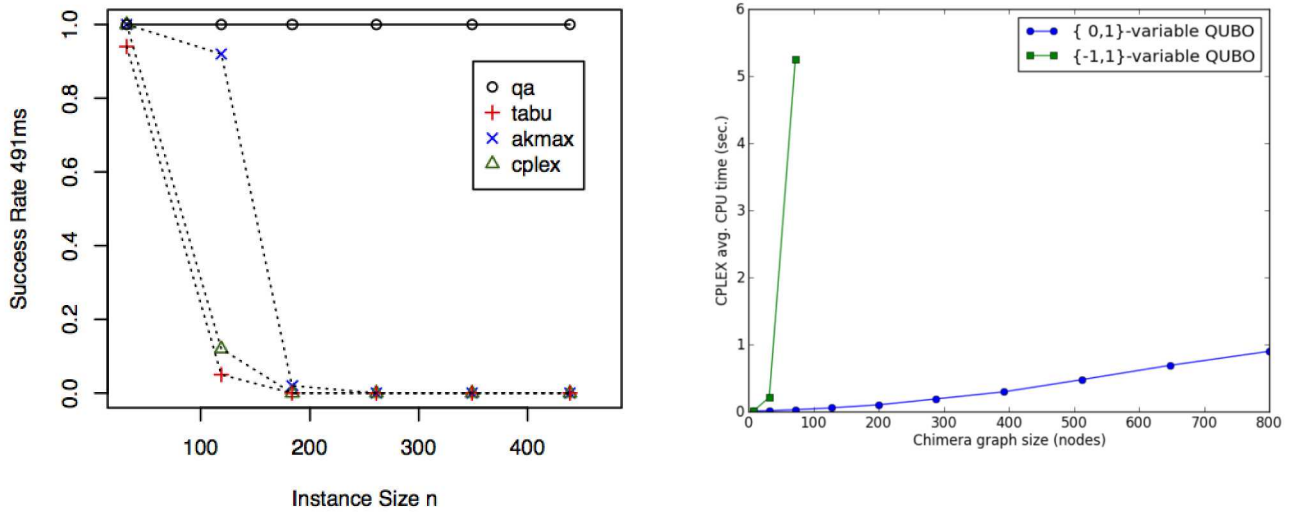 Success Rate 491ms
1.0
0.8
0.6
0.4
0.2
0.0
qa
tabu
akmax
cplex
100 200 300 400
Instance Size n
CPLEX avg. CPU time (sec.)
6
5
4
3
2
1
0
{ 0,1}-variable QUBO
{-1,1}-variable QUBO
0 100 200 300 400 500 600 700 800
Chimera graph size (nodes)